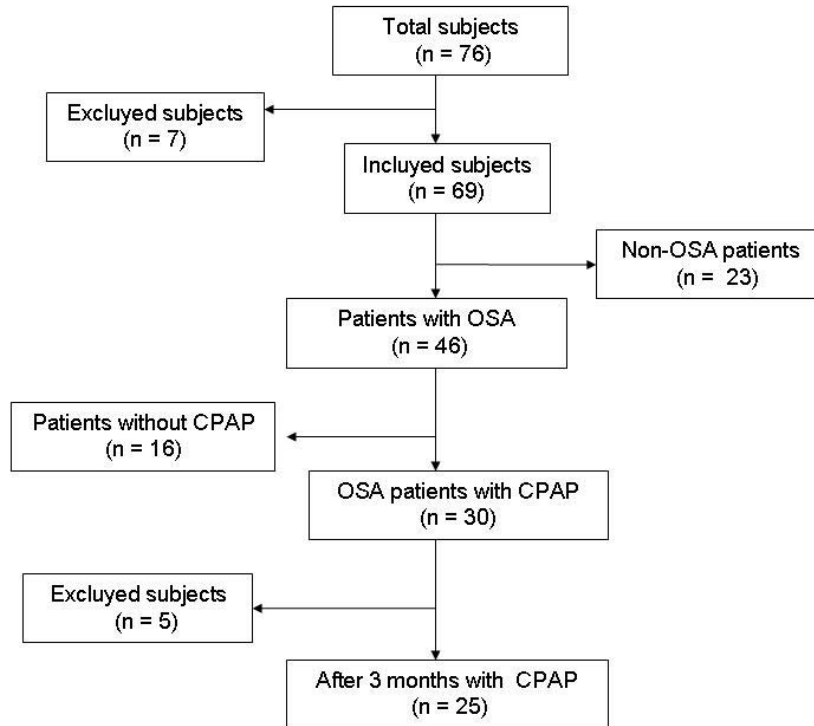 Total subjects
(n = 76)
Excluyed subjects
(n = 7)
Incluyed subjects
(n = 69)
Non-OSA patients
(n = 23)
Patients with OSA
(n = 46)
Patients without CPAP
(n = 16)
OSA patients with CPAP
(n = 30)
Excluyed subjects
(n = 5)
After 3 months with CPAP
(n = 25)